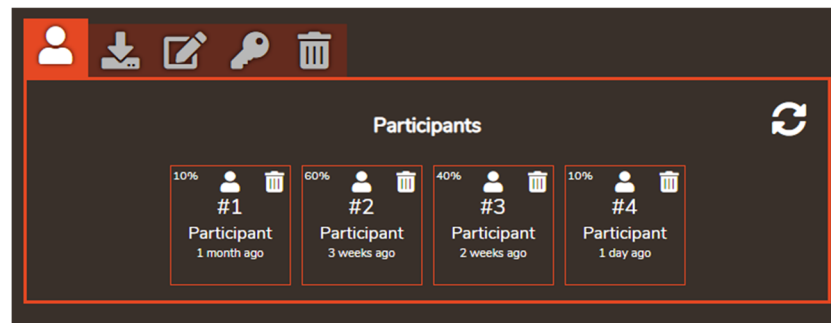 Participants
10% 60% 40% 10%
#1 #2 #3 #4
Participant Participant Participant Participant
1 month ago 3 weeks ago 2 weeks ago 1 day ago